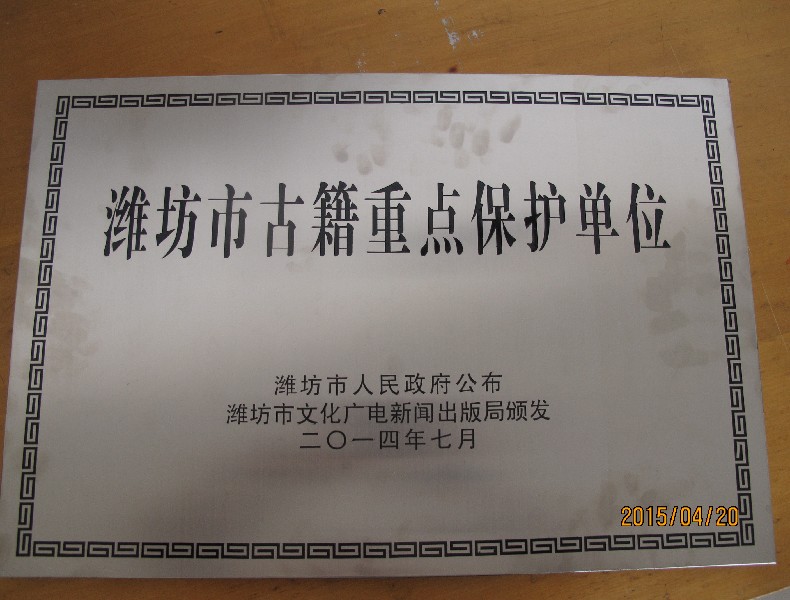 潍坊市古籍重点保护单位
潍坊市人民政府公布
潍坊市文化广电新闻出版局颁发
二〇一四年七月
2015/04/20